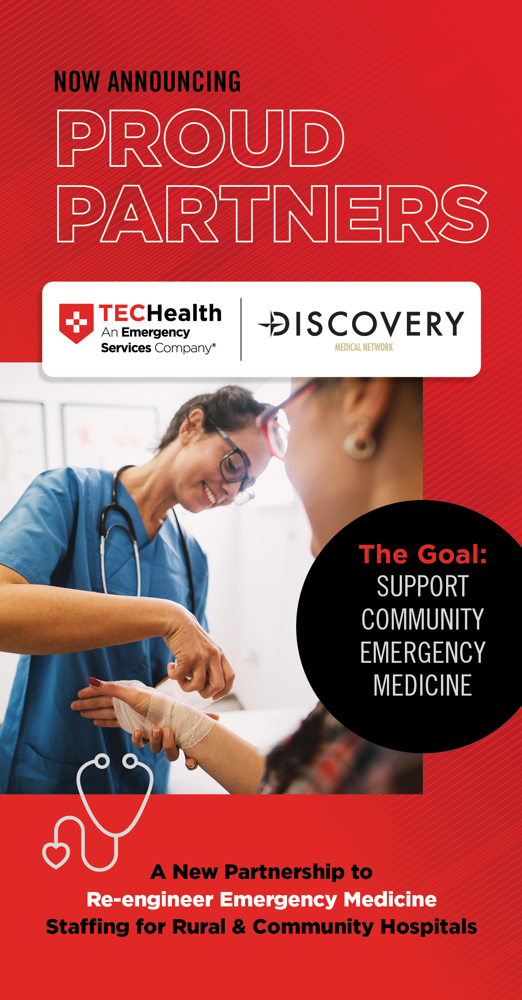 NOW ANNOUNCING
PROUD
PARTNERS
TECHealth
An Emergency
Services Company®
DISCOVERY
MEDICAL NETWORK
The Goal:
SUPPORT
COMMUNITY
EMERGENCY
MEDICINE
A New Partnership to
Re-engineer Emergency Medicine
Staffing for Rural & Community Hospitals